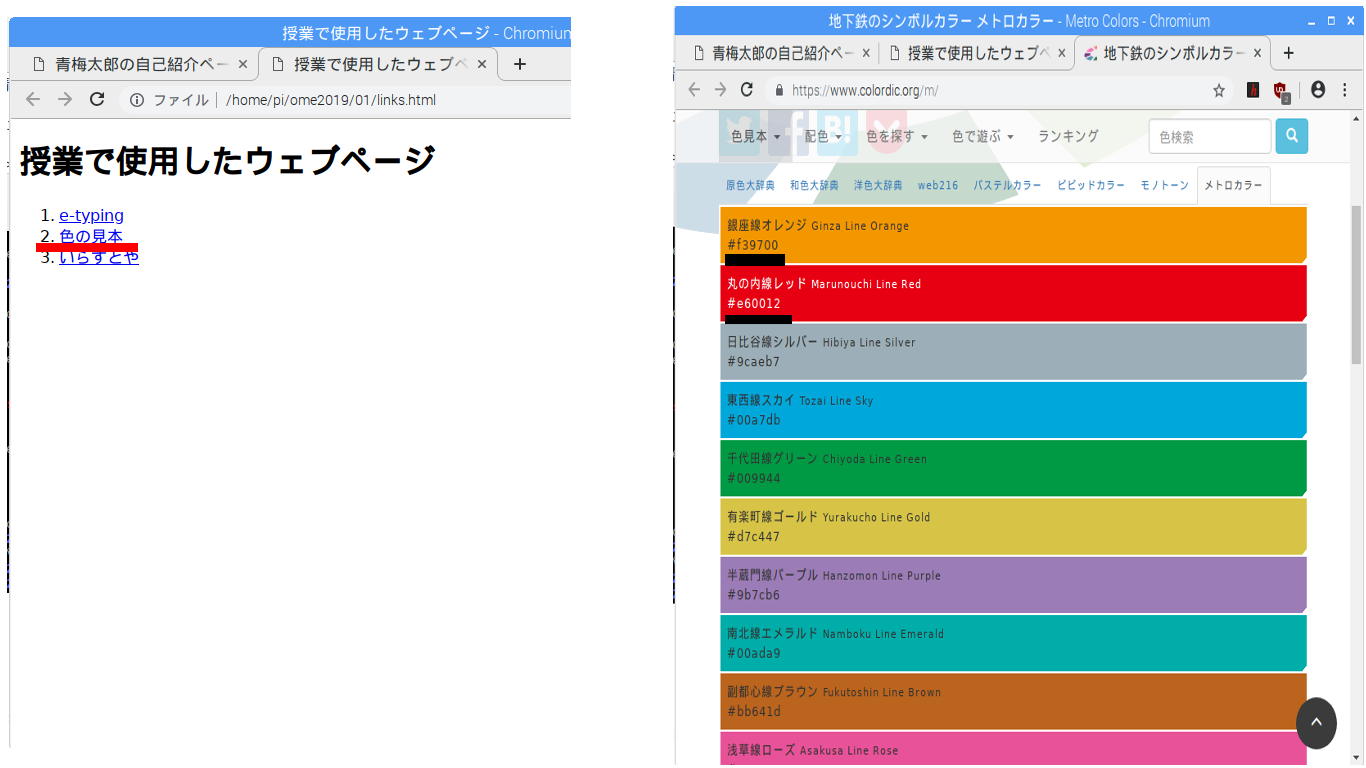 授業で使用したウェブページ - Chromium
青梅太郎の自己紹介ペー
授業で使用したウェブペ
ファイル | /home/pi/ome2019/01/links.html
授業で使用したウェブページ
1. e-typing
2. 色の見本
3. いらすとや
地下鉄のシンボルカラー メトロカラー - Metro Colors - Chromium
青梅太郎の自己紹介ペー
授業で使用したウェブペ
地下鉄のシンボルカラー
https://www.colordic.org/m/
2
B!
色見本 配色 色を探す 色で遊ぶ ランキング 色検索
原色大辞典 和色大辞典 洋色大辞典 web216 パステルカラー ビビッドカラー モノトーン メトロカラー
銀座線オレンジ Ginza Line Orange
#f39700
丸の内線レッド Marunouchi Line Red
#e60012
日比谷線シルバー Hibiya Line Silver
#9caeb7
東西線スカイ Tozai Line Sky
#00a7db
千代田線グリーン Chiyoda Line Green
#009944
有楽町線ゴールド Yurakucho Line Gold
#d7c447
半蔵門線パープル Hanzomon Line Purple
#9b7cb6
南北線エメラルド Namboku Line Emerald
#00ada9
副都心線ブラウン Fukutoshin Line Brown
#bb641d
浅草線ローズ Asakusa Line Rose